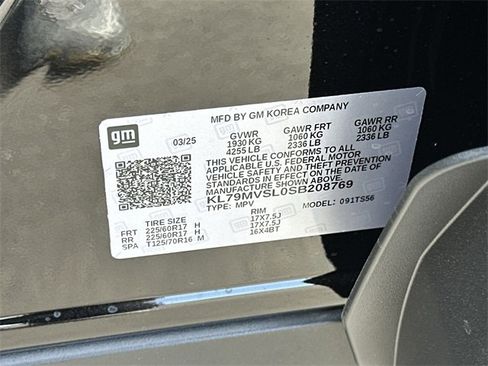 gm
MFD BY GM KOREA COMPANY
03/25 GVWR GAWR FRT GAWR RR
1930 KG 1060 KG 1060 KG
4255 LB 2336 LB 2336 LB
THIS VEHICLE CONFORMS TO ALL
APPLICABLE U.S. FEDERAL MOTOR
VEHICLE SAFETY AND THEFT PREVENTION
STANDARDS IN EFFECT ON THE DATE OF
KL79MVSL0SB208769
TYPE: MPV MODEL: 091TS56
TIRE SIZE RIM
FRT 225/60R17 H 17X7.5J
RR 225/60R17 H 17X7.5J
SPA T125/70R16 M 16X4BT